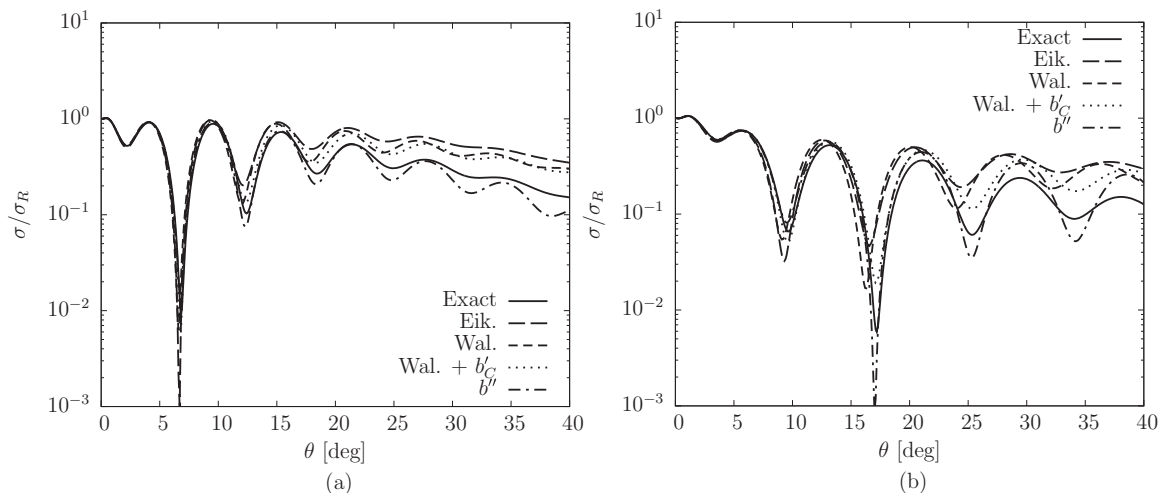 10^1
10^0
10^{-1}
10^{-2}
10^{-3}
σ/σ_R
Exact
Eik.
Wal.
Wal. + b'_C
b''
0 5 10 15 20 25 30 35 40
θ [deg]
(a)
10^1
10^0
10^{-1}
10^{-2}
10^{-3}
σ/σ_R
Exact
Eik.
Wal.
Wal. + b'_C
b''
0 5 10 15 20 25 30 35 40
θ [deg]
(b)